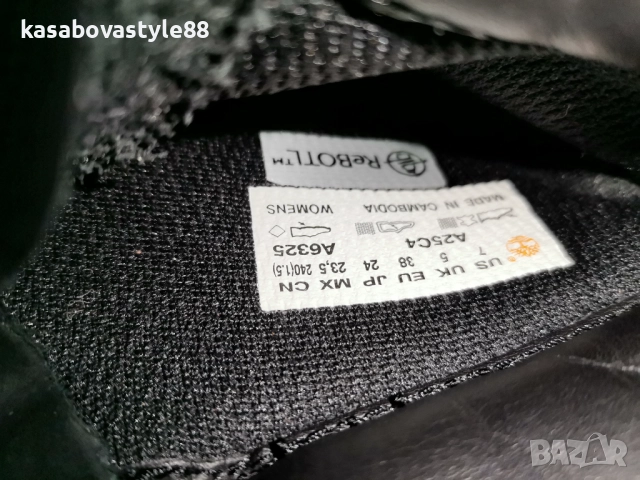 kasabovastyle88
ReBOTL™
US UK EU JP MX CN
7 5 38 24 23,5 240(1.5)
A25C4 A6325
MADE IN CAMBODIA WOMENS
BAZAR